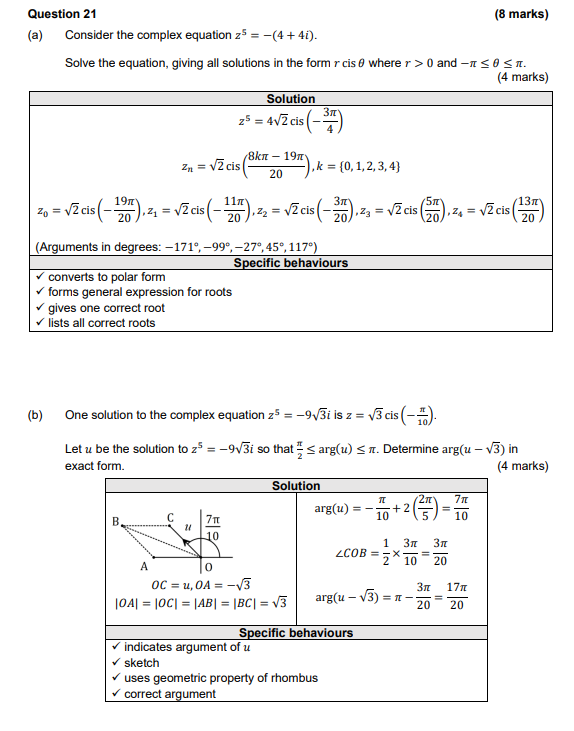 Question 21 (8 marks)
(a) Consider the complex equation z⁵ = −(4 + 4i).
Solve the equation, giving all solutions in the form r cis θ where r > 0 and −π ≤ θ ≤ π.
(4 marks)
Solution
z⁵ = 4√2 cis(−3π/4)
zₙ = √2 cis((8kπ − 19π)/20), k = {0, 1, 2, 3, 4}
z₀ = √2 cis(−19π/20), z₁ = √2 cis(−11π/20), z₂ = √2 cis(−3π/20), z₃ = √2 cis(5π/20), z₄ = √2 cis(13π/20)
(Arguments in degrees: −171°, −99°, −27°, 45°, 117°)
Specific behaviours
✓ converts to polar form
✓ forms general expression for roots
✓ gives one correct root
✓ lists all correct roots
(b) One solution to the complex equation z⁵ = −9√3i is z = √3 cis(−π/10).
Let u be the solution to z⁵ = −9√3i so that π/2 ≤ arg(u) ≤ π. Determine arg(u − √3) in
exact form. (4 marks)
Solution
B C u 7π/10
A O
OC = u, OA = −√3
|OA| = |OC| = |AB| = |BC| = √3
arg(u) = −π/10 + 2(2π/5) = 7π/10
∠COB = 1/2 × 3π/10 = 3π/20
arg(u − √3) = π − 3π/20 = 17π/20
Specific behaviours
✓ indicates argument of u
✓ sketch
✓ uses geometric property of rhombus
✓ correct argument